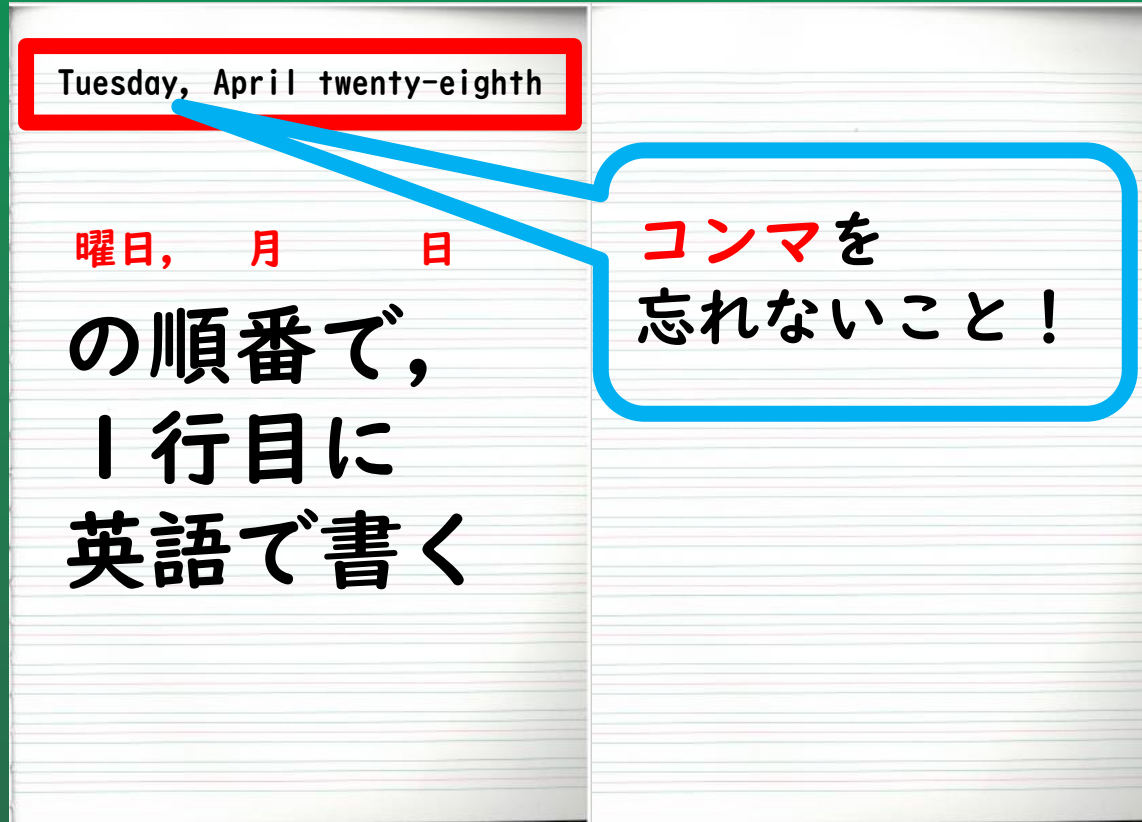 Tuesday, April twenty-eighth
曜日, 月 日
の順番で,
1行目に
英語で書く
コンマを
忘れないこと！